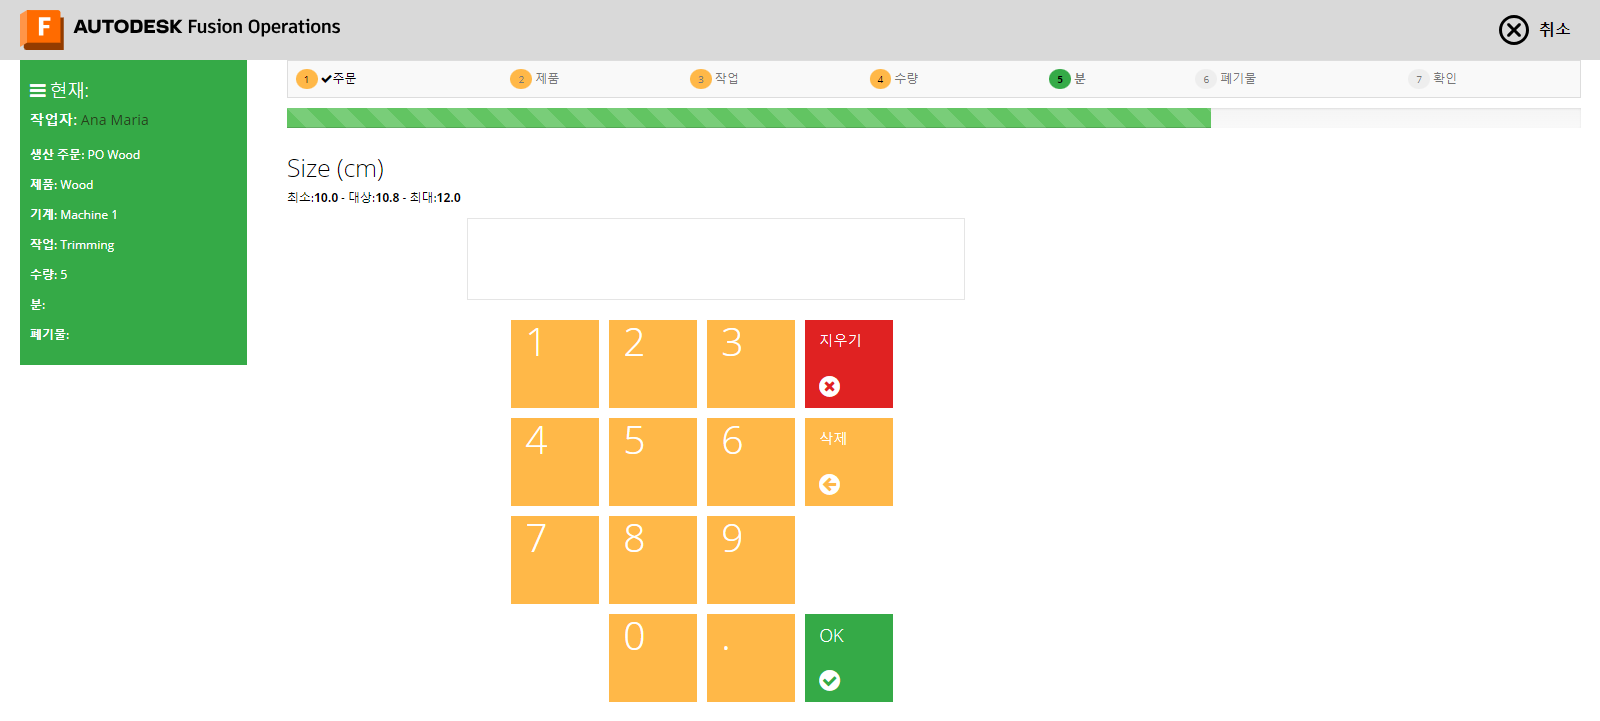 F AUTODESK Fusion Operations
취소
현재:
작업자: Ana Maria
생산 주문: PO Wood
제품: Wood
기계: Machine 1
작업: Trimming
수량: 5
분:
폐기물:
1 주문 2 제품 3 작업 4 수량 5 분 6 폐기물 7 확인
Size (cm)
최소:10.0 - 대상:10.8 - 최대:12.0
1 2 3 지우기
4 5 6 삭제
7 8 9
0 . OK